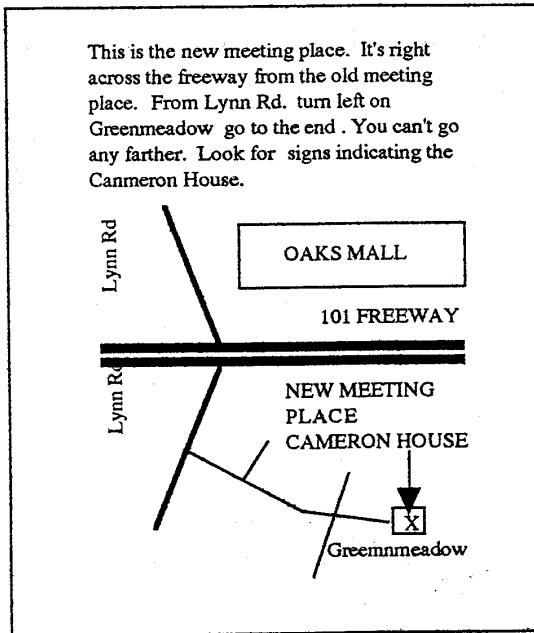 This is the new meeting place. It's right
across the freeway from the old meeting
place. From Lynn Rd. turn left on
Greenmeadow go to the end . You can't go
any farther. Look for signs indicating the
Canmeron House.
Lynn Rd
OAKS MALL
101 FREEWAY
Lynn Rd
NEW MEETING
PLACE
CAMERON HOUSE
X
Greemnmeadow